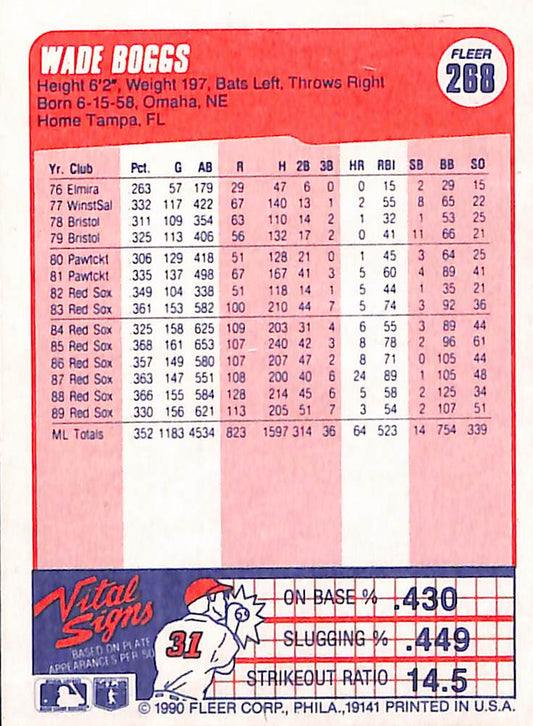 WADE BOGGS
FLEER
268
Height 6'2", Weight 197, Bats Left, Throws Right
Born 6-15-58, Omaha, NE
Home Tampa, FL
Yr. Club Pct. G AB R H 2B 3B HR RBI SB BB SO
76 Elmira 263 57 179 29 47 6 0 0 15 2 29 15
77 WinstSal 332 117 422 67 140 13 1 2 55 8 65 22
78 Bristol 311 109 354 63 110 14 2 1 32 1 53 25
79 Bristol 325 113 406 56 132 17 2 0 41 11 66 21
80 Pawtckt 306 129 418 51 128 21 0 1 45 3 64 25
81 Pawtckt 335 137 498 67 167 41 3 5 60 4 89 41
82 Red Sox 349 104 338 51 118 14 1 5 44 1 35 21
83 Red Sox 361 153 582 100 210 44 7 5 74 3 92 36
84 Red Sox 325 158 625 109 203 31 4 6 55 3 89 44
85 Red Sox 368 161 653 107 240 42 3 8 78 2 96 61
86 Red Sox 357 149 580 107 207 47 2 8 71 0 105 44
87 Red Sox 363 147 551 108 200 40 6 24 89 1 105 48
88 Red Sox 366 155 584 128 214 45 6 5 58 2 125 34
89 Red Sox 330 156 621 113 205 51 7 3 54 2 107 51
ML Totals 352 1183 4534 823 1597 314 36 64 523 14 754 339
Vital
Signs
BASED ON PLATE
APPEARANCES PER 50
31
ON BASE % .430
SLUGGING % .449
STRIKEOUT RATIO 14.5
© 1990 FLEER CORP., PHILA.,19141 PRINTED IN U.S.A.